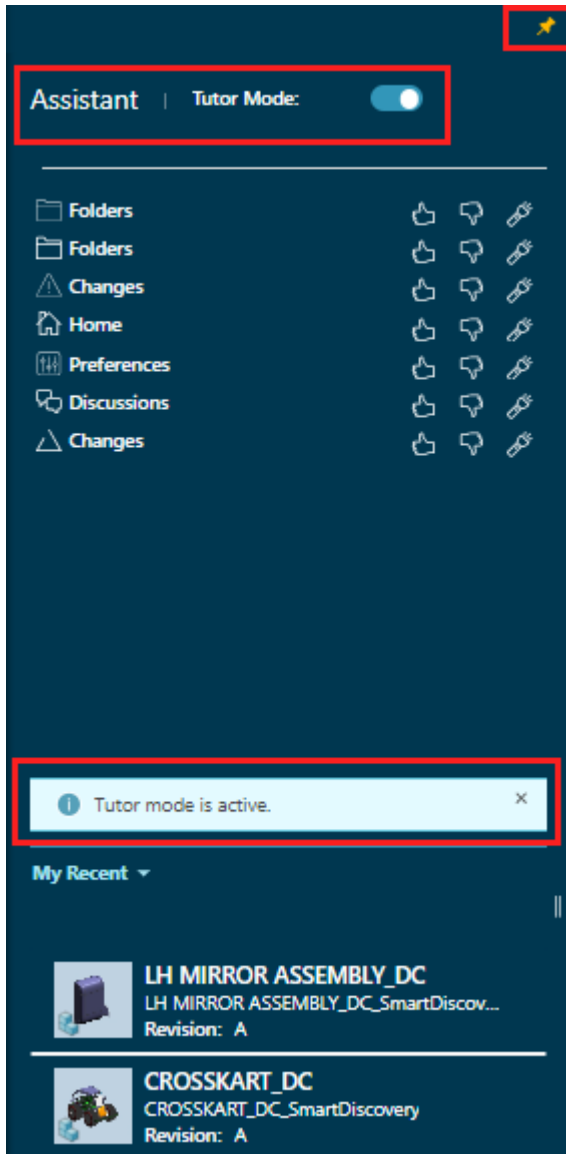 Assistant | Tutor Mode:
Folders
Folders
Changes
Home
Preferences
Discussions
Changes
Tutor mode is active.
My Recent
LH MIRROR ASSEMBLY_DC
LH MIRROR ASSEMBLY_DC_SmartDiscov...
Revision: A
CROSSKART_DC
CROSSKART_DC_SmartDiscovery
Revision: A